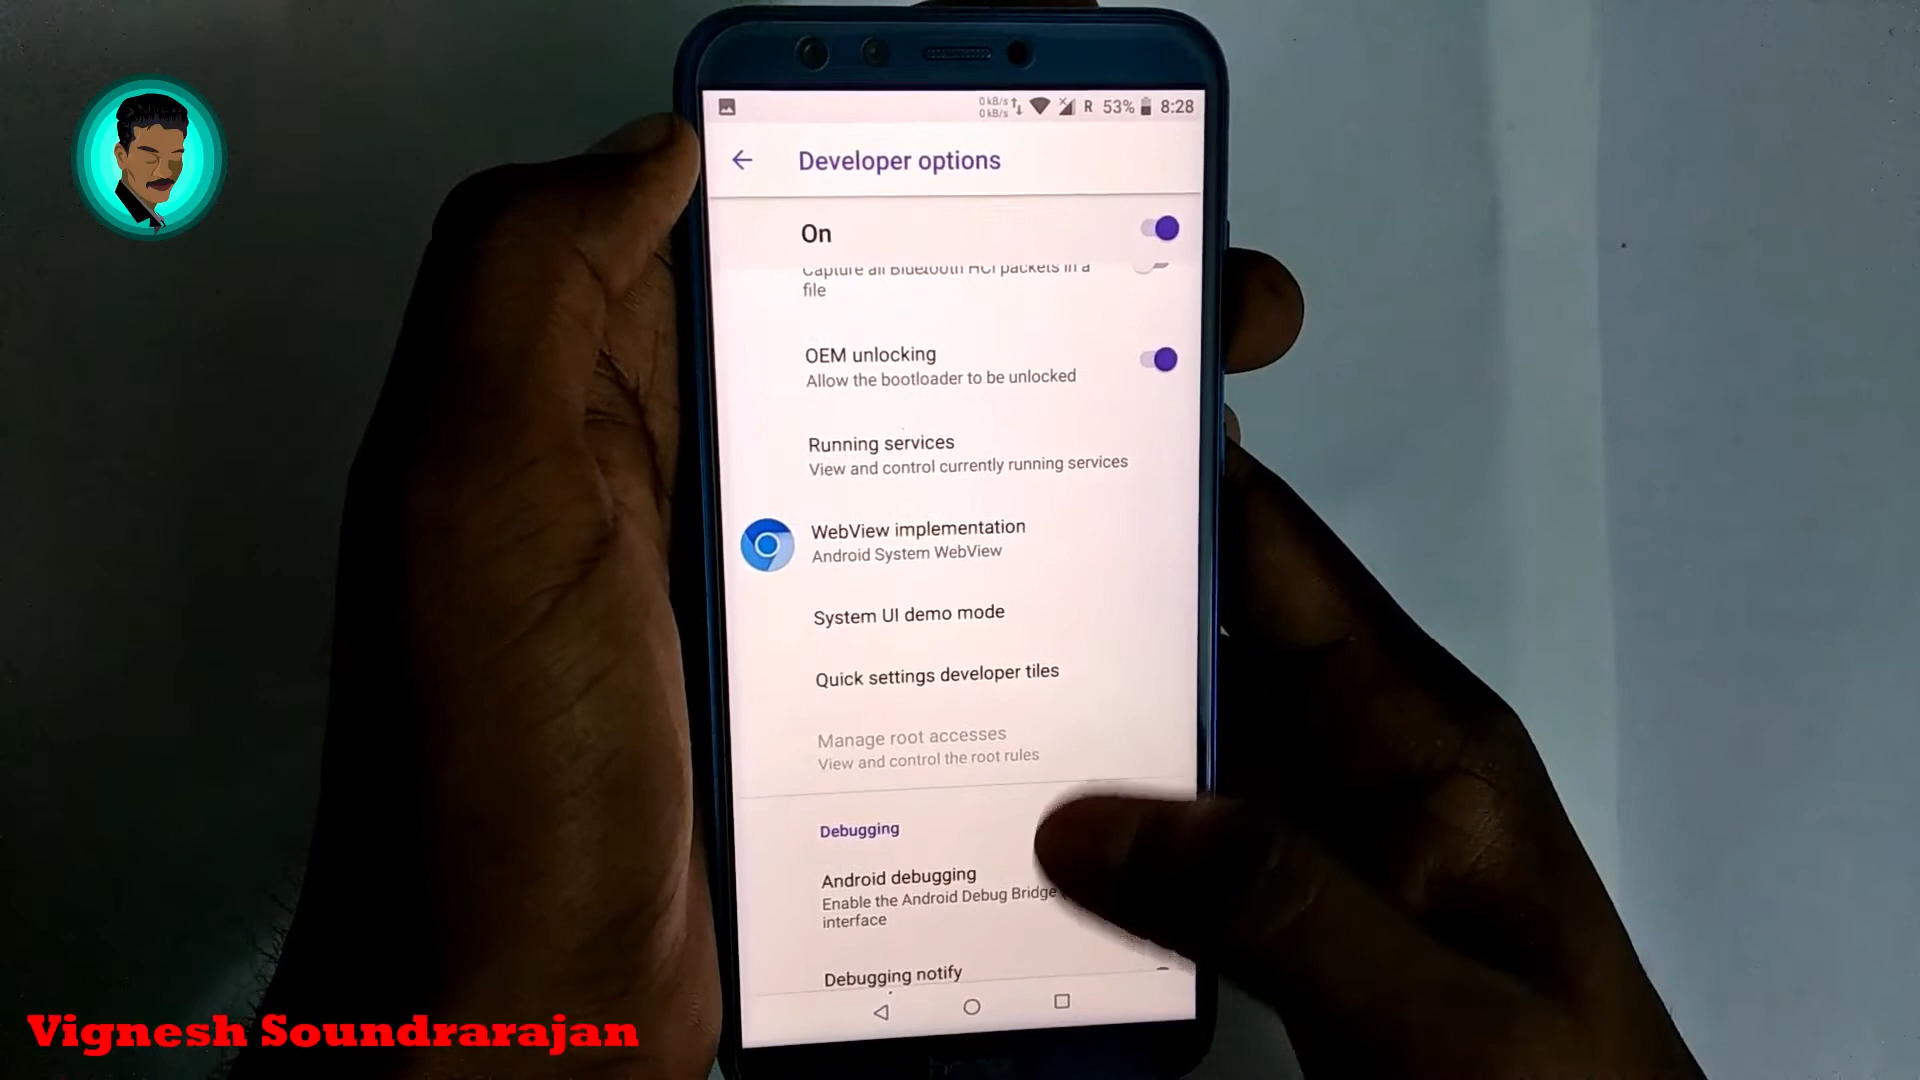 0 kB/s
0 kB/s
R 53% 8:28
Developer options
On
Capture all Bluetooth HCI packets in a
file
OEM unlocking
Allow the bootloader to be unlocked
Running services
View and control currently running services
WebView implementation
Android System WebView
System UI demo mode
Quick settings developer tiles
Manage root accesses
View and control the root rules
Debugging
Android debugging
Enable the Android Debug Bridge
interface
Debugging notify
Vignesh Soundrarajan